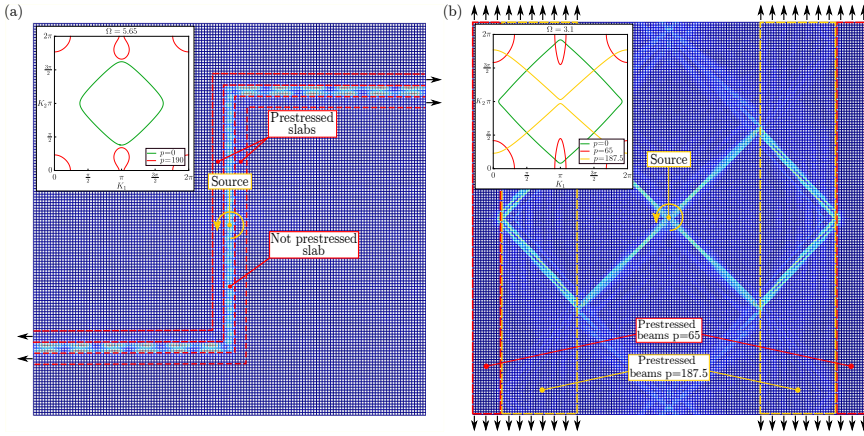 (a)
Ω = 5.65
2π
3π/2
K₂ π
π/2
0
p=0
p=190
0 π/2 π 3π/2 2π
K₁
Prestressed
slabs
Source
Not prestressed
slab
(b)
Ω = 3.1
2π
3π/2
K₂ π
π/2
0
p=0
p=65
p=187.5
0 π/2 π 3π/2 2π
K₁
Source
Prestressed
beams p=65
Prestressed
beams p=187.5